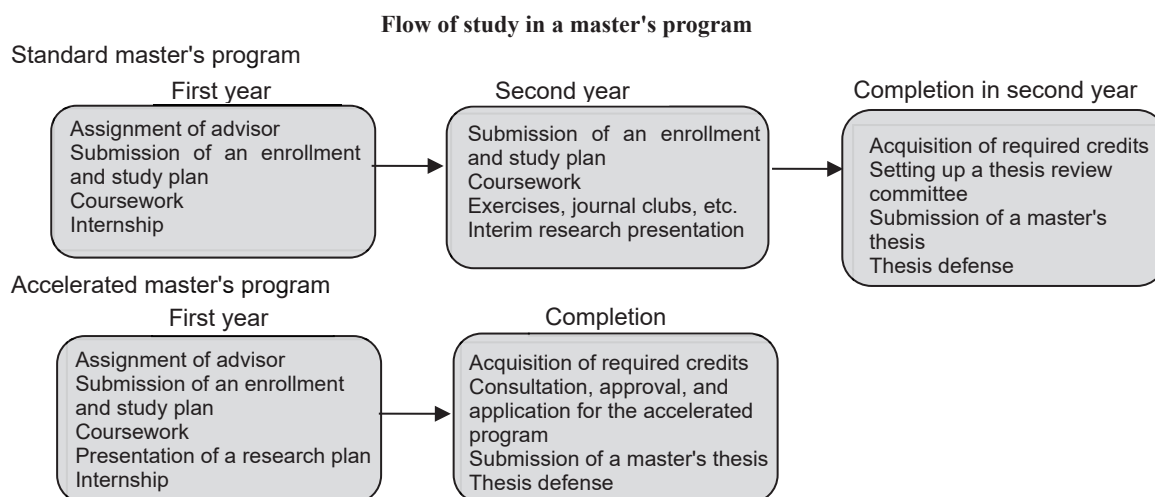 Flow of study in a master's program
Standard master's program
First year
Assignment of advisor
Submission of an enrollment
and study plan
Coursework
Internship
Second year
Submission of an enrollment
and study plan
Coursework
Exercises, journal clubs, etc.
Interim research presentation
Completion in second year
Acquisition of required credits
Setting up a thesis review
committee
Submission of a master's
thesis
Thesis defense
Accelerated master's program
First year
Assignment of advisor
Submission of an enrollment
and study plan
Coursework
Presentation of a research plan
Internship
Completion
Acquisition of required credits
Consultation, approval, and
application for the accelerated
program
Submission of a master's thesis
Thesis defense